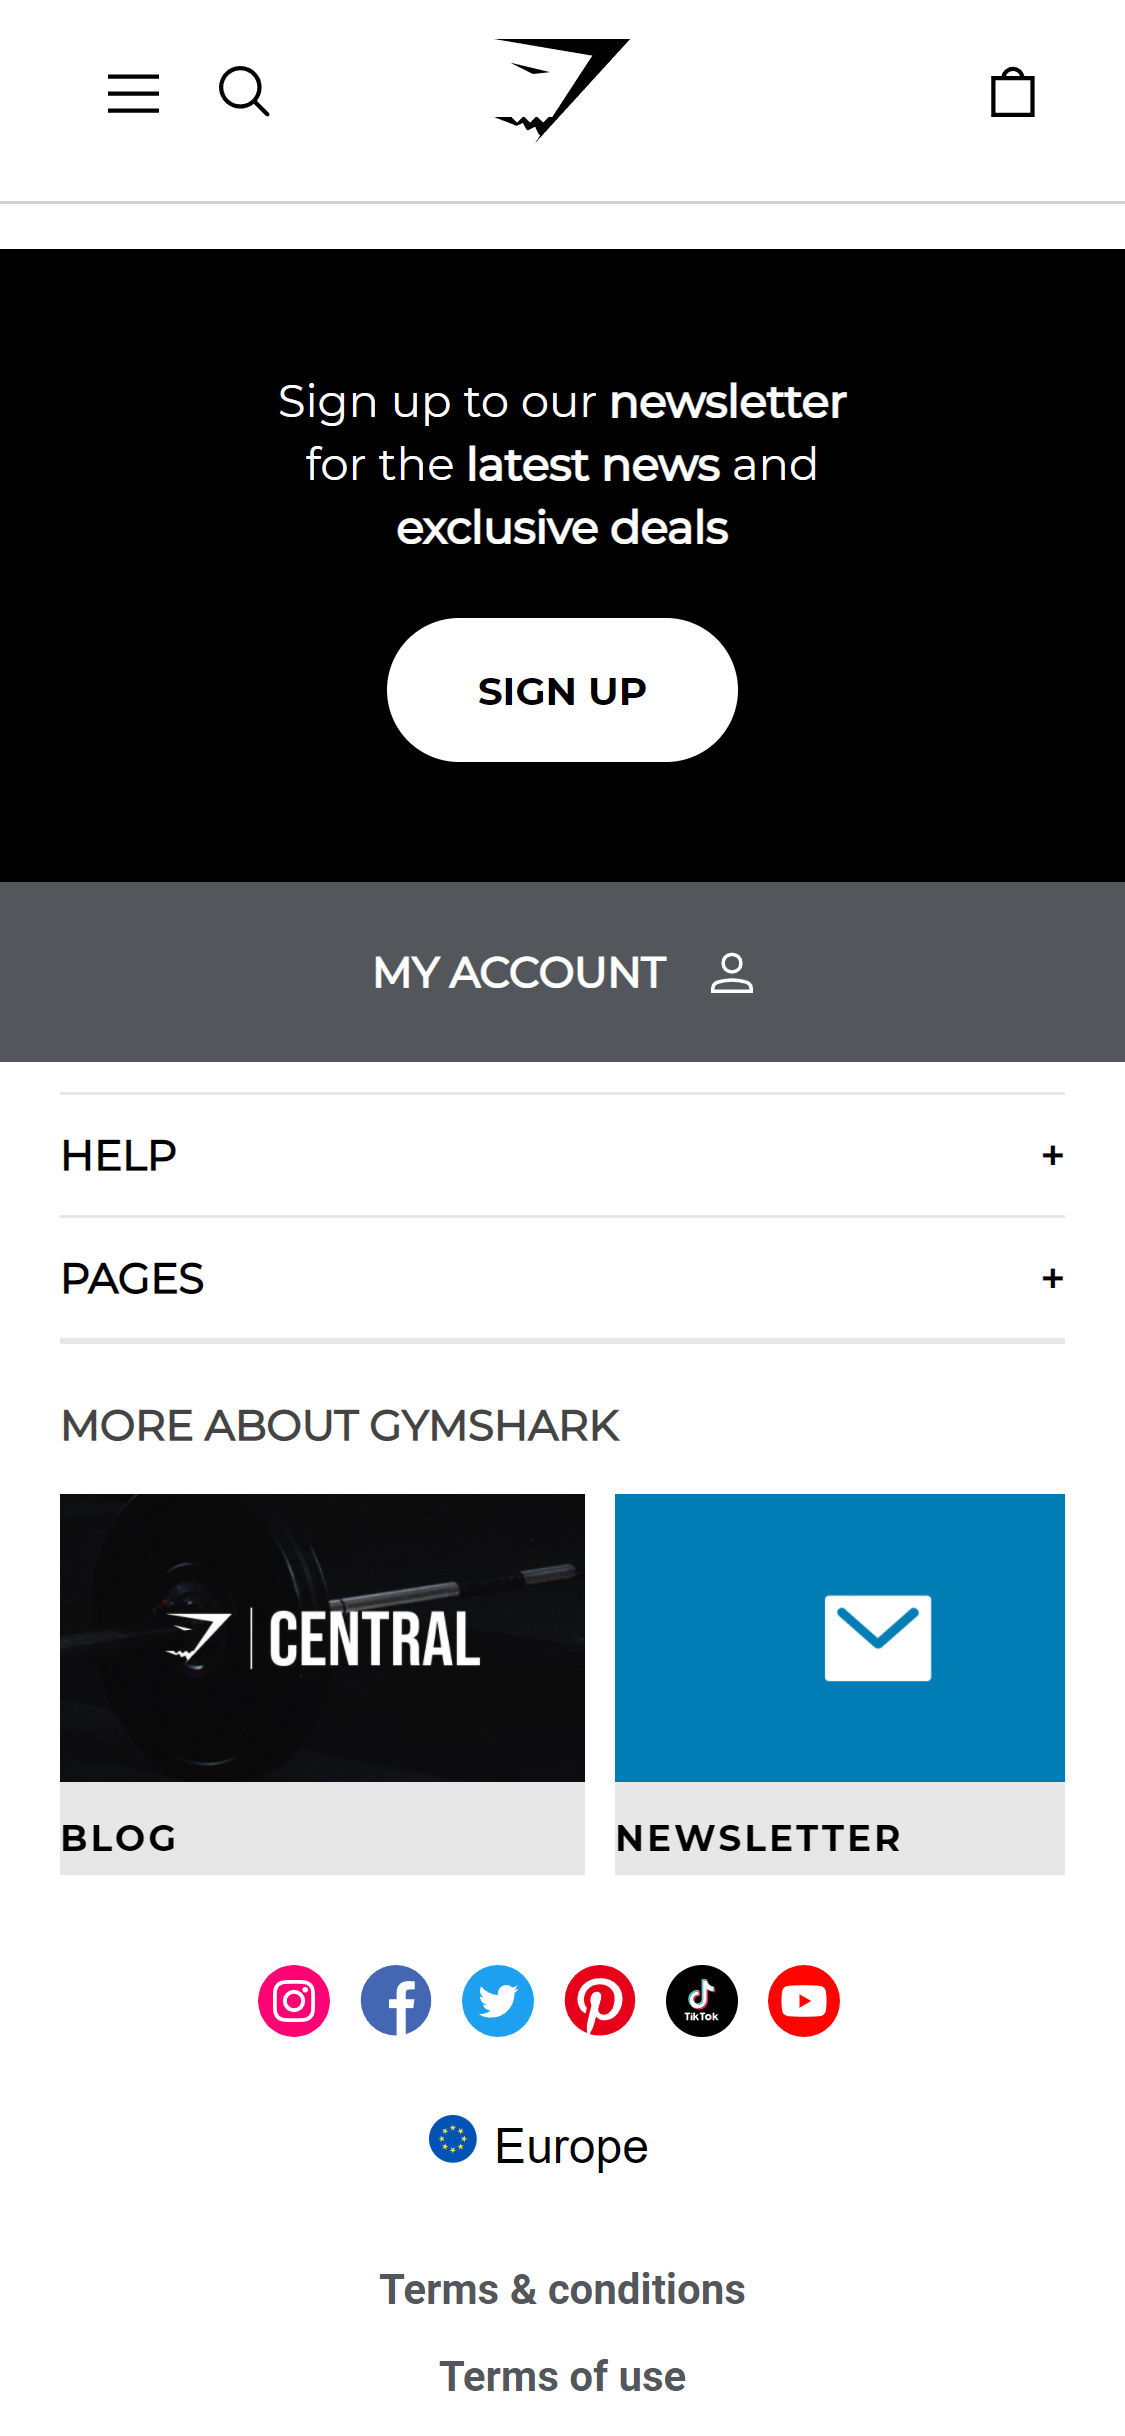 Sign up to our newsletter
for the latest news and
exclusive deals
SIGN UP
MY ACCOUNT
HELP +
PAGES +
MORE ABOUT GYMSHARK
CENTRAL
BLOG
NEWSLETTER
TikTok
Europe
Terms & conditions
Terms of use